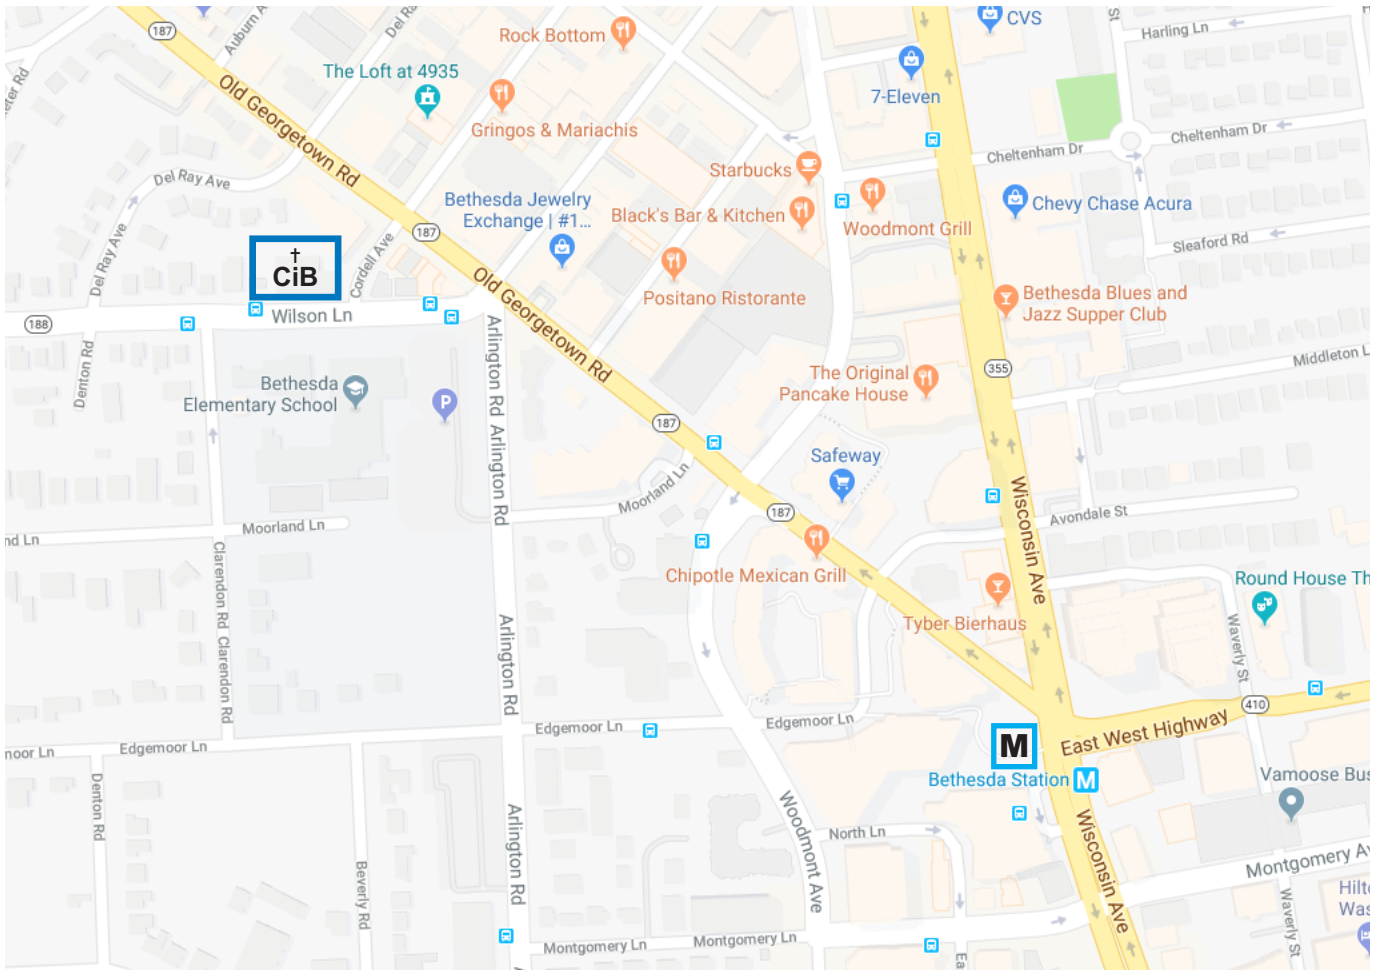 187
Auburn A
Del Ra
Rock Bottom
CVS
St
Harling Ln
eter Rd
The Loft at 4935
7-Eleven
Old Georgetown Rd
Gringos & Mariachis
Cheltenham Dr
Cheltenham Dr
Starbucks
Del Ray Ave
Bethesda Jewelry
Exchange | #1...
Black's Bar & Kitchen
Woodmont Grill
Chevy Chase Acura
187
Sleaford Rd
Del Ray Ave
CiB
Cordell Ave
Old Georgetown Rd
Positano Ristorante
Bethesda Blues and
Jazz Supper Club
188
Wilson Ln
Denton Rd
Arlington Rd
Middleton L
355
Bethesda
Elementary School
P
The Original
Pancake House
187
Arlington Rd
Safeway
Moorland Ln
Wisconsin Ave
187
Avondale St
nd Ln
Moorland Ln
Clarendon Rd
Chipotle Mexican Grill
Round House Th
Tyber Bierhaus
Arlington Rd
Clarendon Rd
Waverly St
410
Edgemoor Ln
Edgemoor Ln
moor Ln
Edgemoor Ln
East West Highway
M
Bethesda Station
M
Vamoose Bus
Denton Rd
Arlington Rd
Woodmont Ave
North Ln
Wisconsin Ave
Beverly Rd
Montgomery Av
Waverly St
Hilt
Was
Montgomery Ln
Montgomery Ln
Ea
A